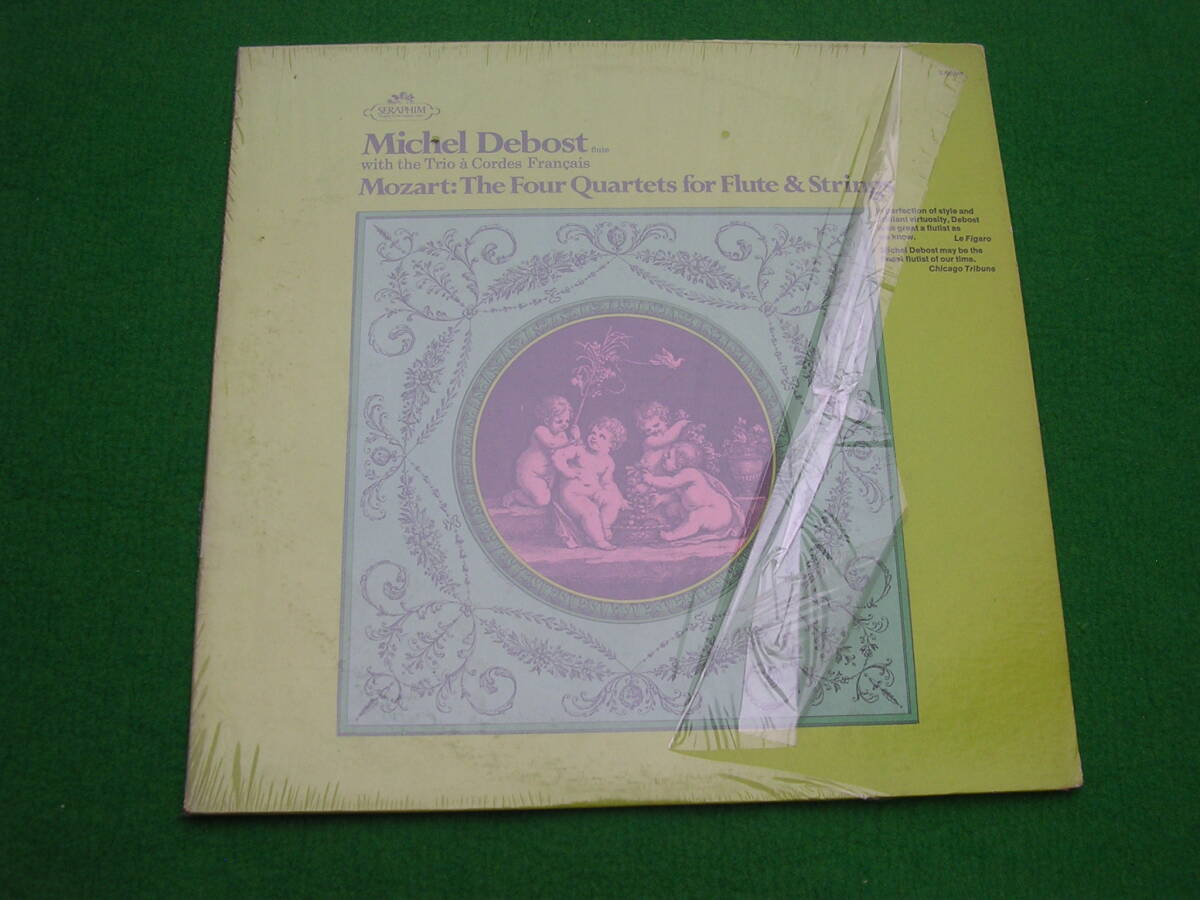 SERAPHIM
Michel Debost flute
with the Trio à Cordes Français
Mozart: The Four Quartets for Flute & Strings
perfection of style and
virtuosity, Debost
great a flutist as
know. Le Figaro
Michel Debost may be the
flutist of our time.
Chicago Tribune